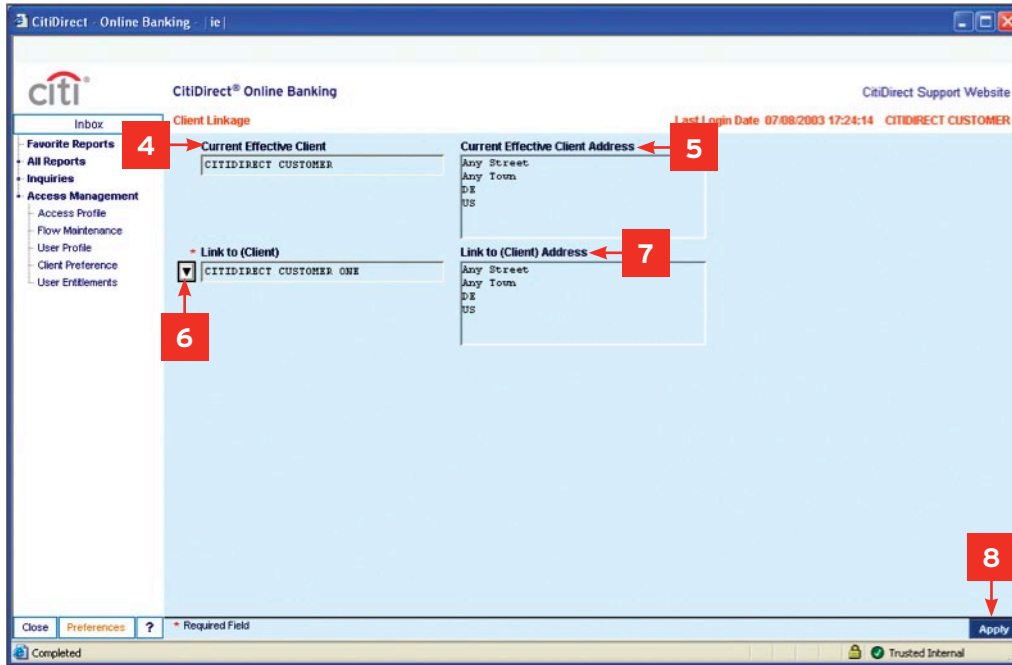 CitiDirect - Online Banking - |ie|
citi®
CitiDirect® Online Banking
CitiDirect Support Website
Inbox
Client Linkage
Last Login Date 07/08/2003 17:24:14 CITIDIRECT CUSTOMER
Favorite Reports
All Reports
Inquiries
Access Management
Access Profile
Flow Maintenance
User Profile
Client Preference
User Entitlements
4
Current Effective Client
CITIDIRECT CUSTOMER
Current Effective Client Address
5
Any Street
Any Town
DE
US
* Link to (Client)
CITIDIRECT CUSTOMER ONE
6
Link to (Client) Address
7
Any Street
Any Town
DE
US
8
Close
Preferences
?
* Required Field
Apply
Completed
Trusted Internal